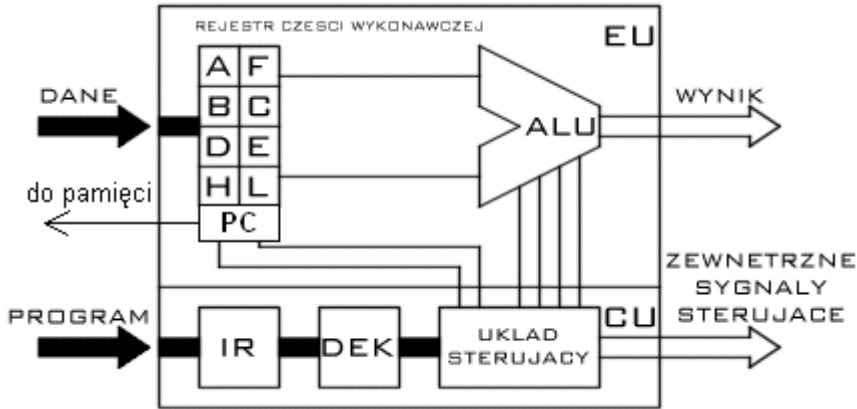 REJESTR CZESCI WYKONAWCZEJ
EU
A F
DANE
B C
ALU
WYNIK
D E
do pamięci
H L
PC
ZEWNETRZNE
SYGNALY
STERUJACE
PROGRAM
IR
DEK
UKLAD
STERUJACY
CU